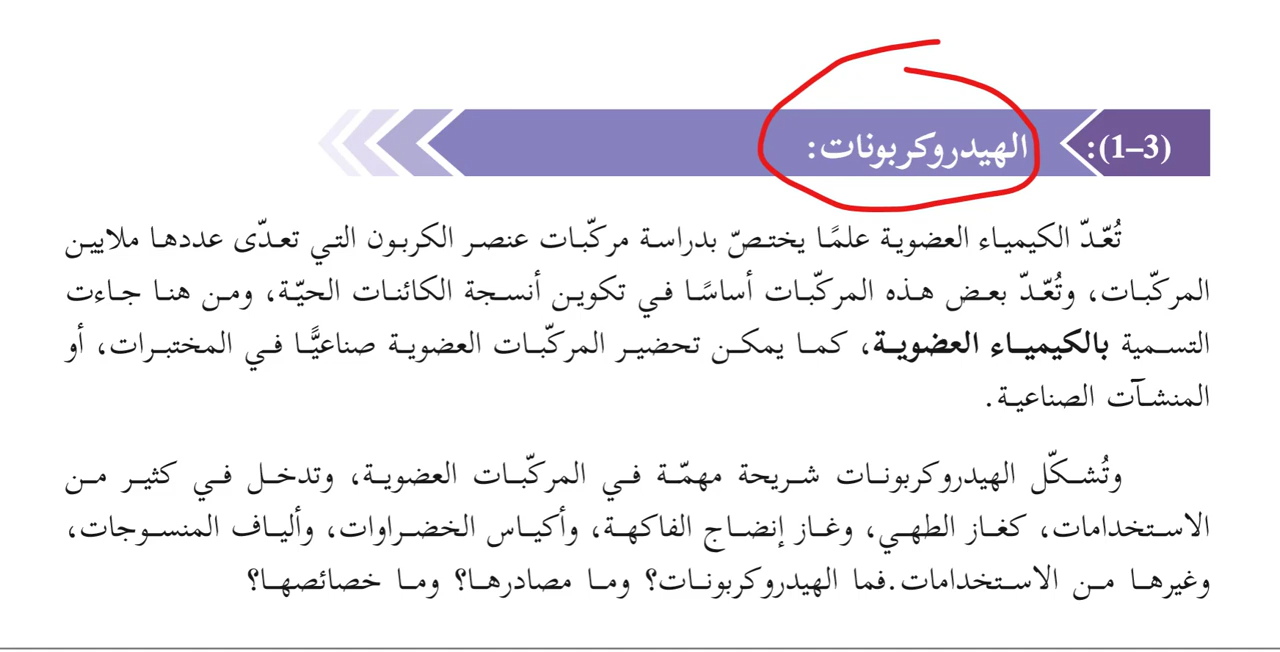 (1-3): الهيدروكربونات:
تُعّدّ الكيمياء العضوية علمًا يختصّ بدراسة مركّبات عنصر الكربون التي تعدّى عددها ملايين
المركّبات، وتُعّدّ بعض هذه المركّبات أساسًا في تكوين أنسجة الكائنات الحيّة، ومن هنا جاءت
التسمية بالكيمياء العضوية، كما يمكن تحضير المركّبات العضوية صناعيًّا في المختبرات، أو
المنشآت الصناعية.
وتُشكّل الهيدروكربونات شريحة مهمّة في المركّبات العضوية، وتدخل في كثير من
الاستخدامات، كغاز الطهي، وغاز إنضاج الفاكهة، وأكياس الخضراوات، وألياف المنسوجات،
وغيرها من الاستخدامات.فما الهيدروكربونات؟ وما مصادرها؟ وما خصائصها؟